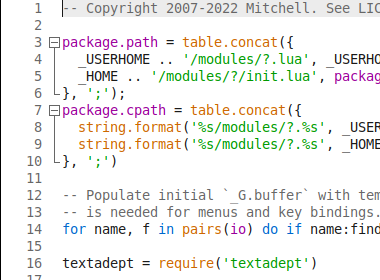 1 -- Copyright 2007-2022 Mitchell. See LIC
2
3 package.path = table.concat({
4   _USERHOME .. '/modules/?.lua', _USERHO
5   _HOME .. '/modules/?/init.lua', packag
6 }, ';');
7 package.cpath = table.concat({
8   string.format('%s/modules/?.%s', _USER
9   string.format('%s/modules/?.%s', _HOME
10 }, ';')
11
12 -- Populate initial `_G.buffer` with tem
13 -- is needed for menus and key bindings.
14 for name, f in pairs(io) do if name:find
15
16 textadept = require('textadept')